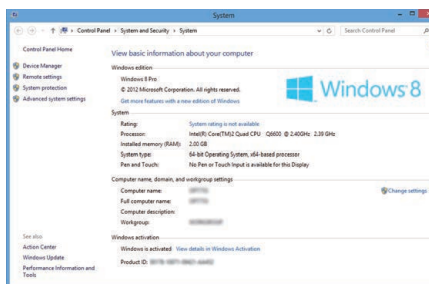 System
Control Panel
System and Security
System
Search Control Panel
Control Panel Home
Device Manager
Remote settings
System protection
Advanced system settings
See also
Action Center
Windows Update
Performance Information and
Tools
View basic information about your computer
Windows edition
Windows 8 Pro
© 2012 Microsoft Corporation. All rights reserved.
Get more features with a new edition of Windows
Windows 8
System
Rating: System rating is not available
Processor: Intel(R) Core(TM)2 Quad CPU Q6600 @ 2.40GHz 2.39 GHz
Installed memory (RAM): 2.00 GB
System type: 64-bit Operating System, x64-based processor
Pen and Touch: No Pen or Touch Input is available for this Display
Computer name, domain, and workgroup settings
Computer name:
Change settings
Full computer name:
Computer description:
Workgroup:
Windows activation
Windows is activated View details in Windows Activation
Product ID: